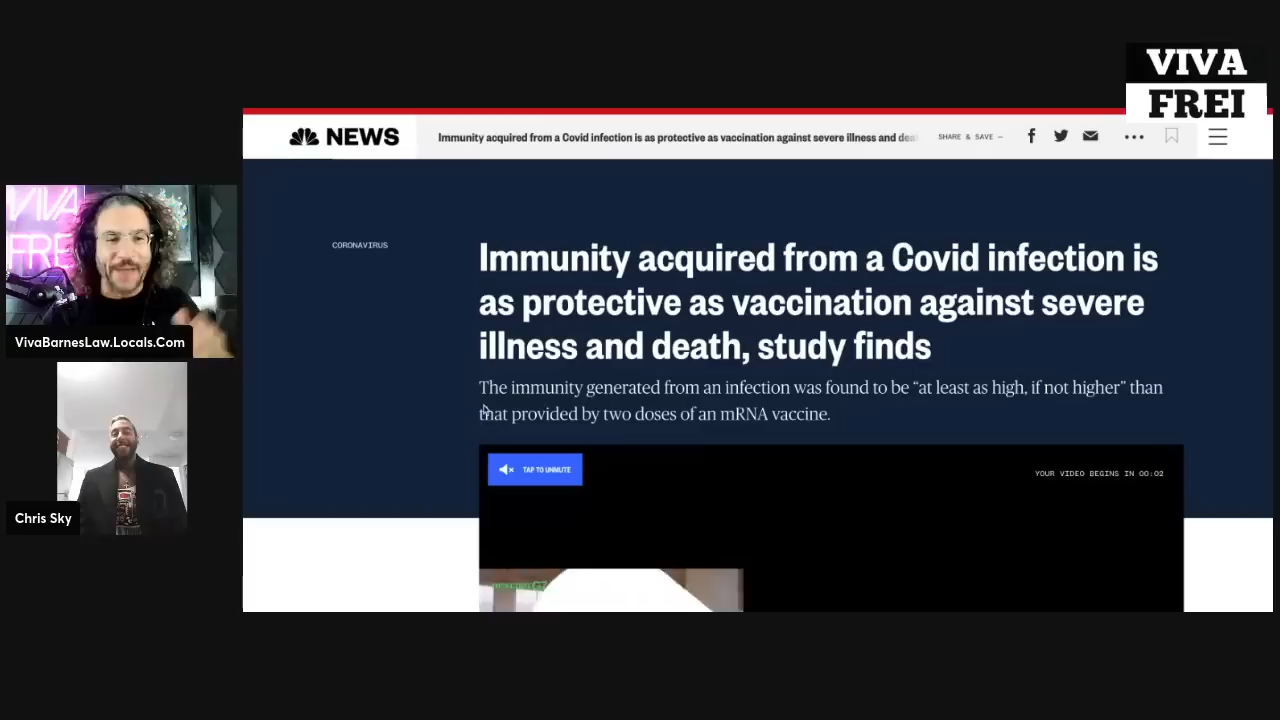 VIVA
FREI
NEWS
Immunity acquired from a Covid infection is as protective as vaccination against severe illness and dea
SHARE & SAVE —
CORONAVIRUS
Immunity acquired from a Covid infection is
as protective as vaccination against severe
illness and death, study finds
The immunity generated from an infection was found to be “at least as high, if not higher” than
that provided by two doses of an mRNA vaccine.
TAP TO UNMUTE
YOUR VIDEO BEGINS IN 00:02
VIVA
FRE
VivaBarnesLaw.Locals.Com
Chris Sky